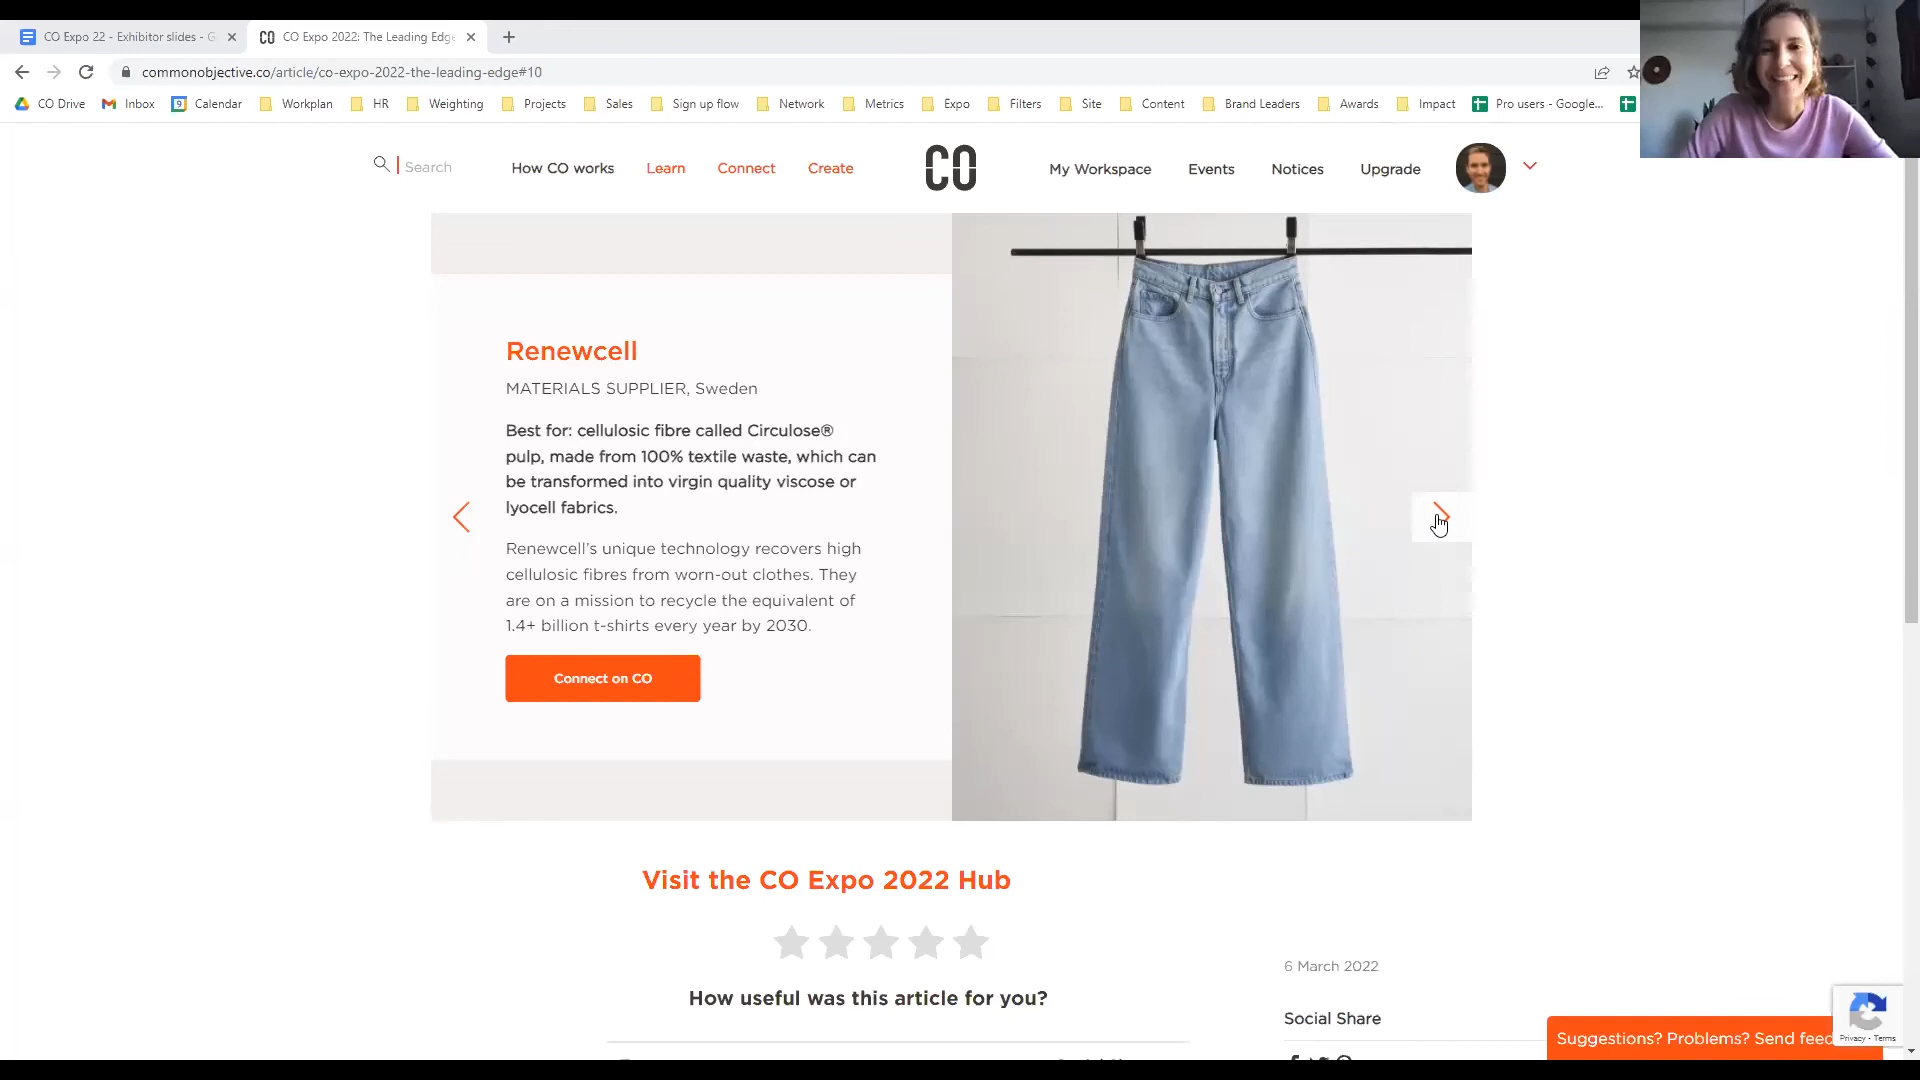 CO Expo 22 - Exhibitor slides - G
CO Expo 2022: The Leading Edge
commonobjective.co/article/co-expo-2022-the-leading-edge#10
CO Drive
Inbox
Calendar
Workplan
HR
Weighting
Projects
Sales
Sign up flow
Network
Metrics
Expo
Filters
Site
Content
Brand Leaders
Awards
Impact
Pro users - Google...
Search
How CO works
Learn
Connect
Create
CO
My Workspace
Events
Notices
Upgrade
Renewcell
MATERIALS SUPPLIER, Sweden
Best for: cellulosic fibre called Circulose®
pulp, made from 100% textile waste, which can
be transformed into virgin quality viscose or
lyocell fabrics.
Renewcell's unique technology recovers high
cellulosic fibres from worn-out clothes. They
are on a mission to recycle the equivalent of
1.4+ billion t-shirts every year by 2030.
Connect on CO
Visit the CO Expo 2022 Hub
How useful was this article for you?
6 March 2022
Social Share
Suggestions? Problems? Send feed
Privacy - Terms